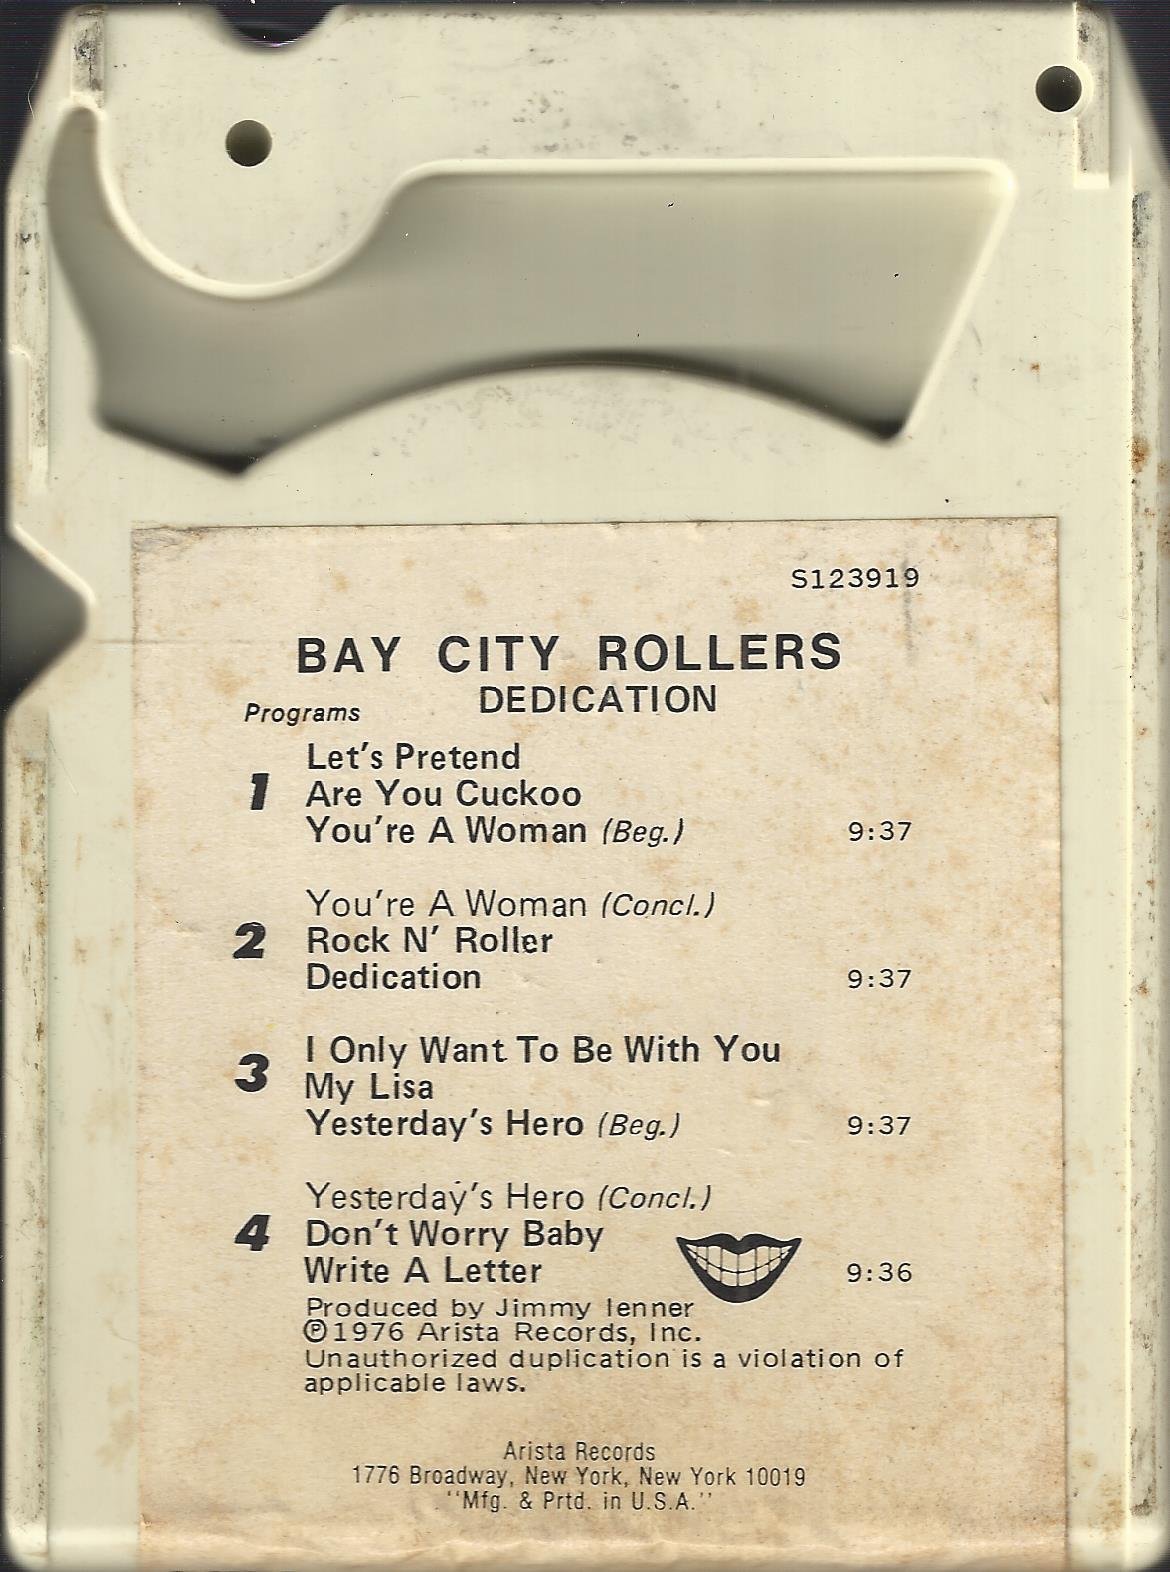 S123919
BAY CITY ROLLERS
DEDICATION
Programs
1
Let's Pretend
Are You Cuckoo
You're A Woman (Beg.) 9:37
2
You're A Woman (Concl.)
Rock N' Roller
Dedication 9:37
3
I Only Want To Be With You
My Lisa
Yesterday's Hero (Beg.) 9:37
4
Yesterday's Hero (Concl.)
Don't Worry Baby
Write A Letter 9:36
Produced by Jimmy Ienner
℗1976 Arista Records, Inc.
Unauthorized duplication is a violation of
applicable laws.
Arista Records
1776 Broadway, New York, New York 10019
"Mfg. & Prtd. in U.S.A."